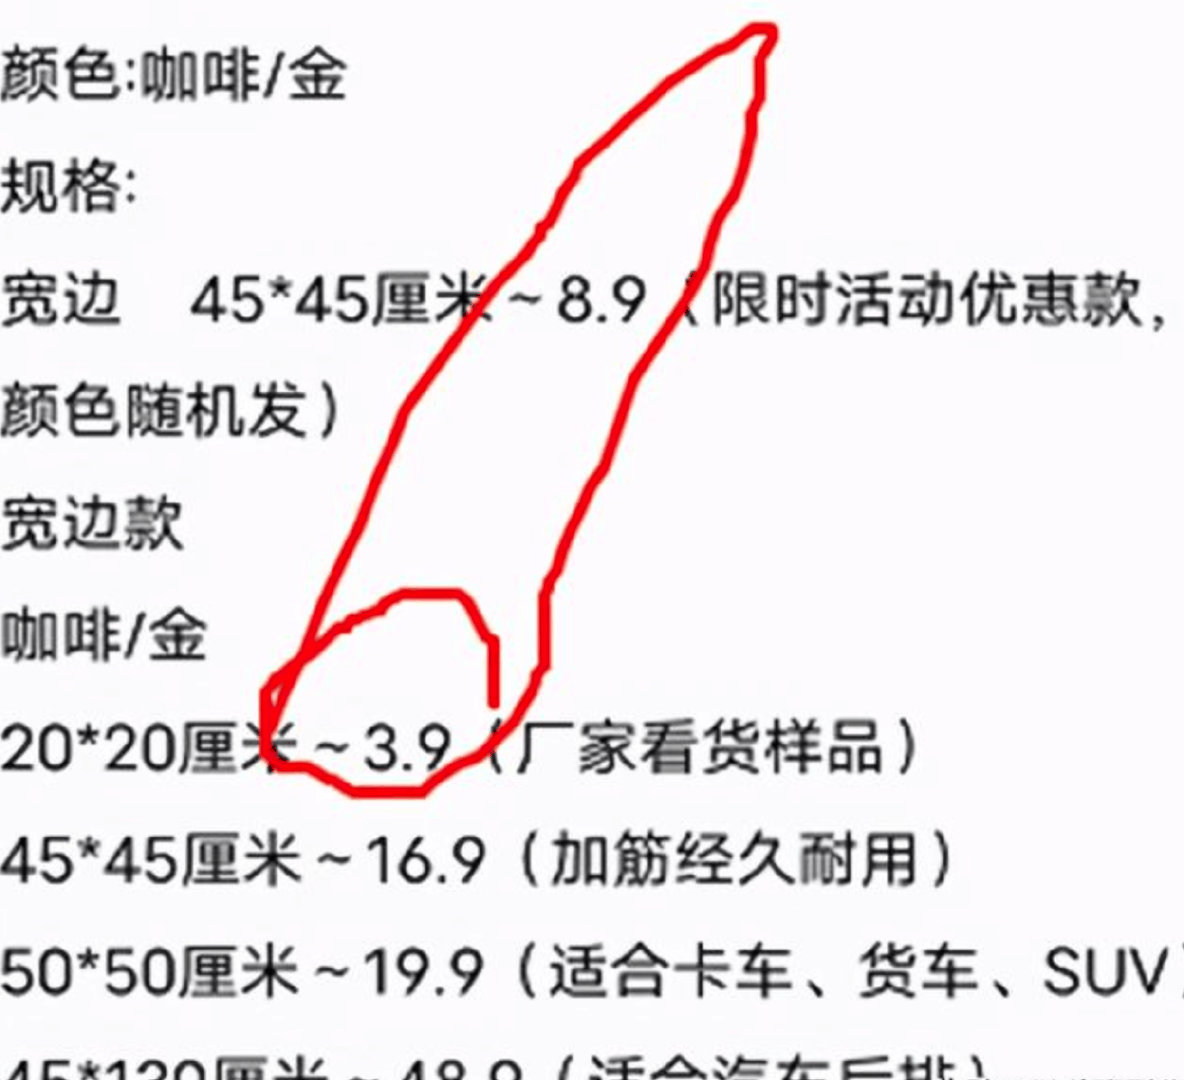 颜色:咖啡/金
规格:
宽边 45*45厘米~8.9（限时活动优惠款，
颜色随机发）
宽边款
咖啡/金
20*20厘米~3.9（厂家看货样品）
45*45厘米~16.9（加筋经久耐用）
50*50厘米~19.9（适合卡车、货车、SUV）
45*130厘米~48.9（适合汽车后排）